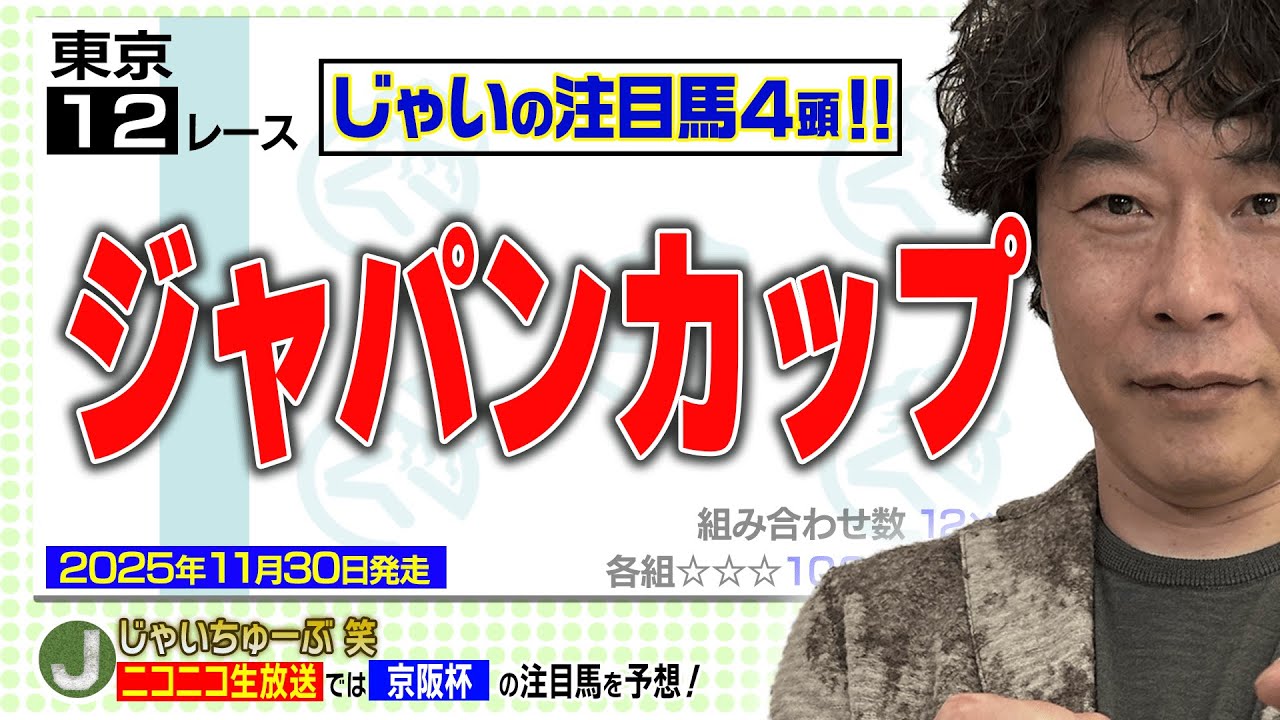 東京
12レース
じゃいの注目馬4頭!!
ジャパンカップ
組み合わせ数 12×
各組☆☆☆100
2025年11月30日発走
J じゃいちゅーぶ 笑
ニコニコ生放送では 京阪杯 の注目馬を予想!